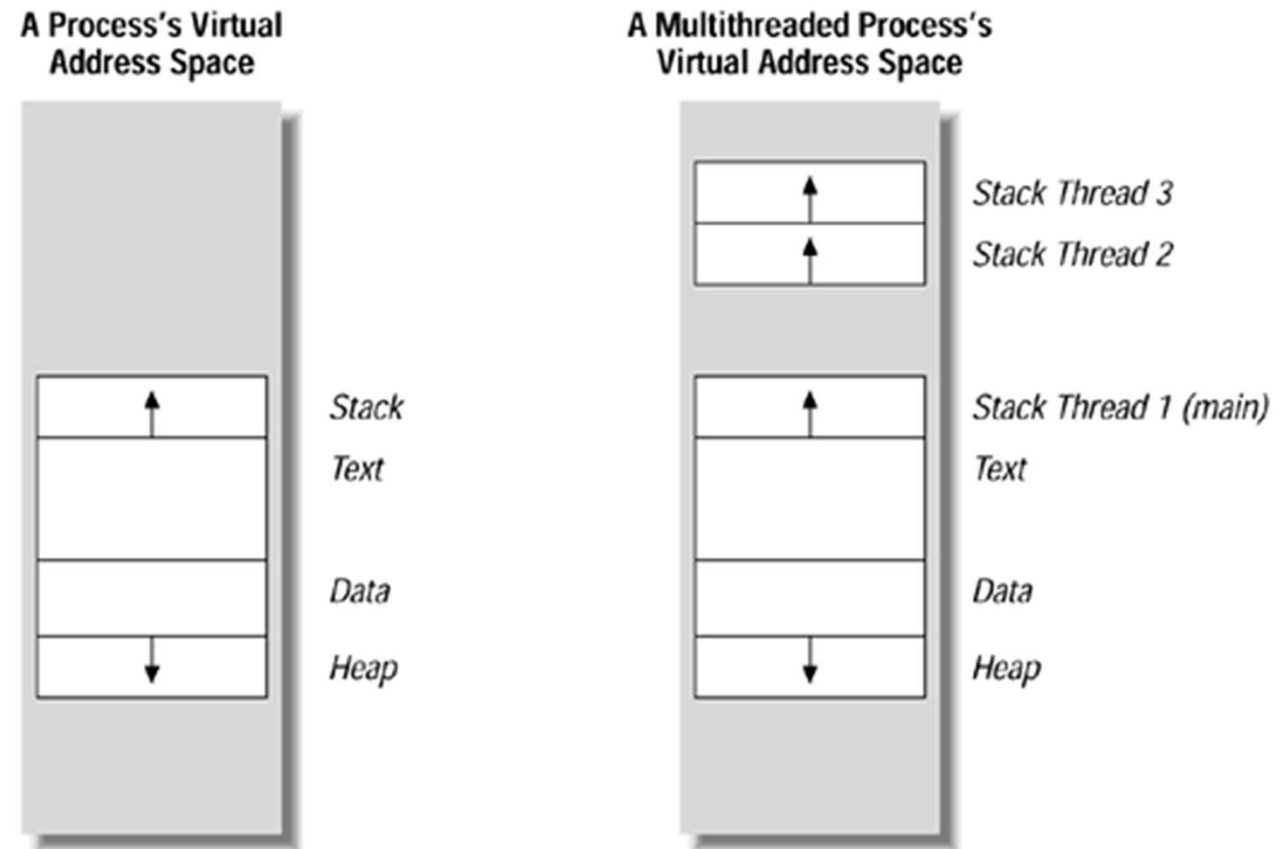 A Process's Virtual
Address Space
Stack
Text
Data
Heap
A Multithreaded Process's
Virtual Address Space
Stack Thread 3
Stack Thread 2
Stack Thread 1 (main)
Text
Data
Heap